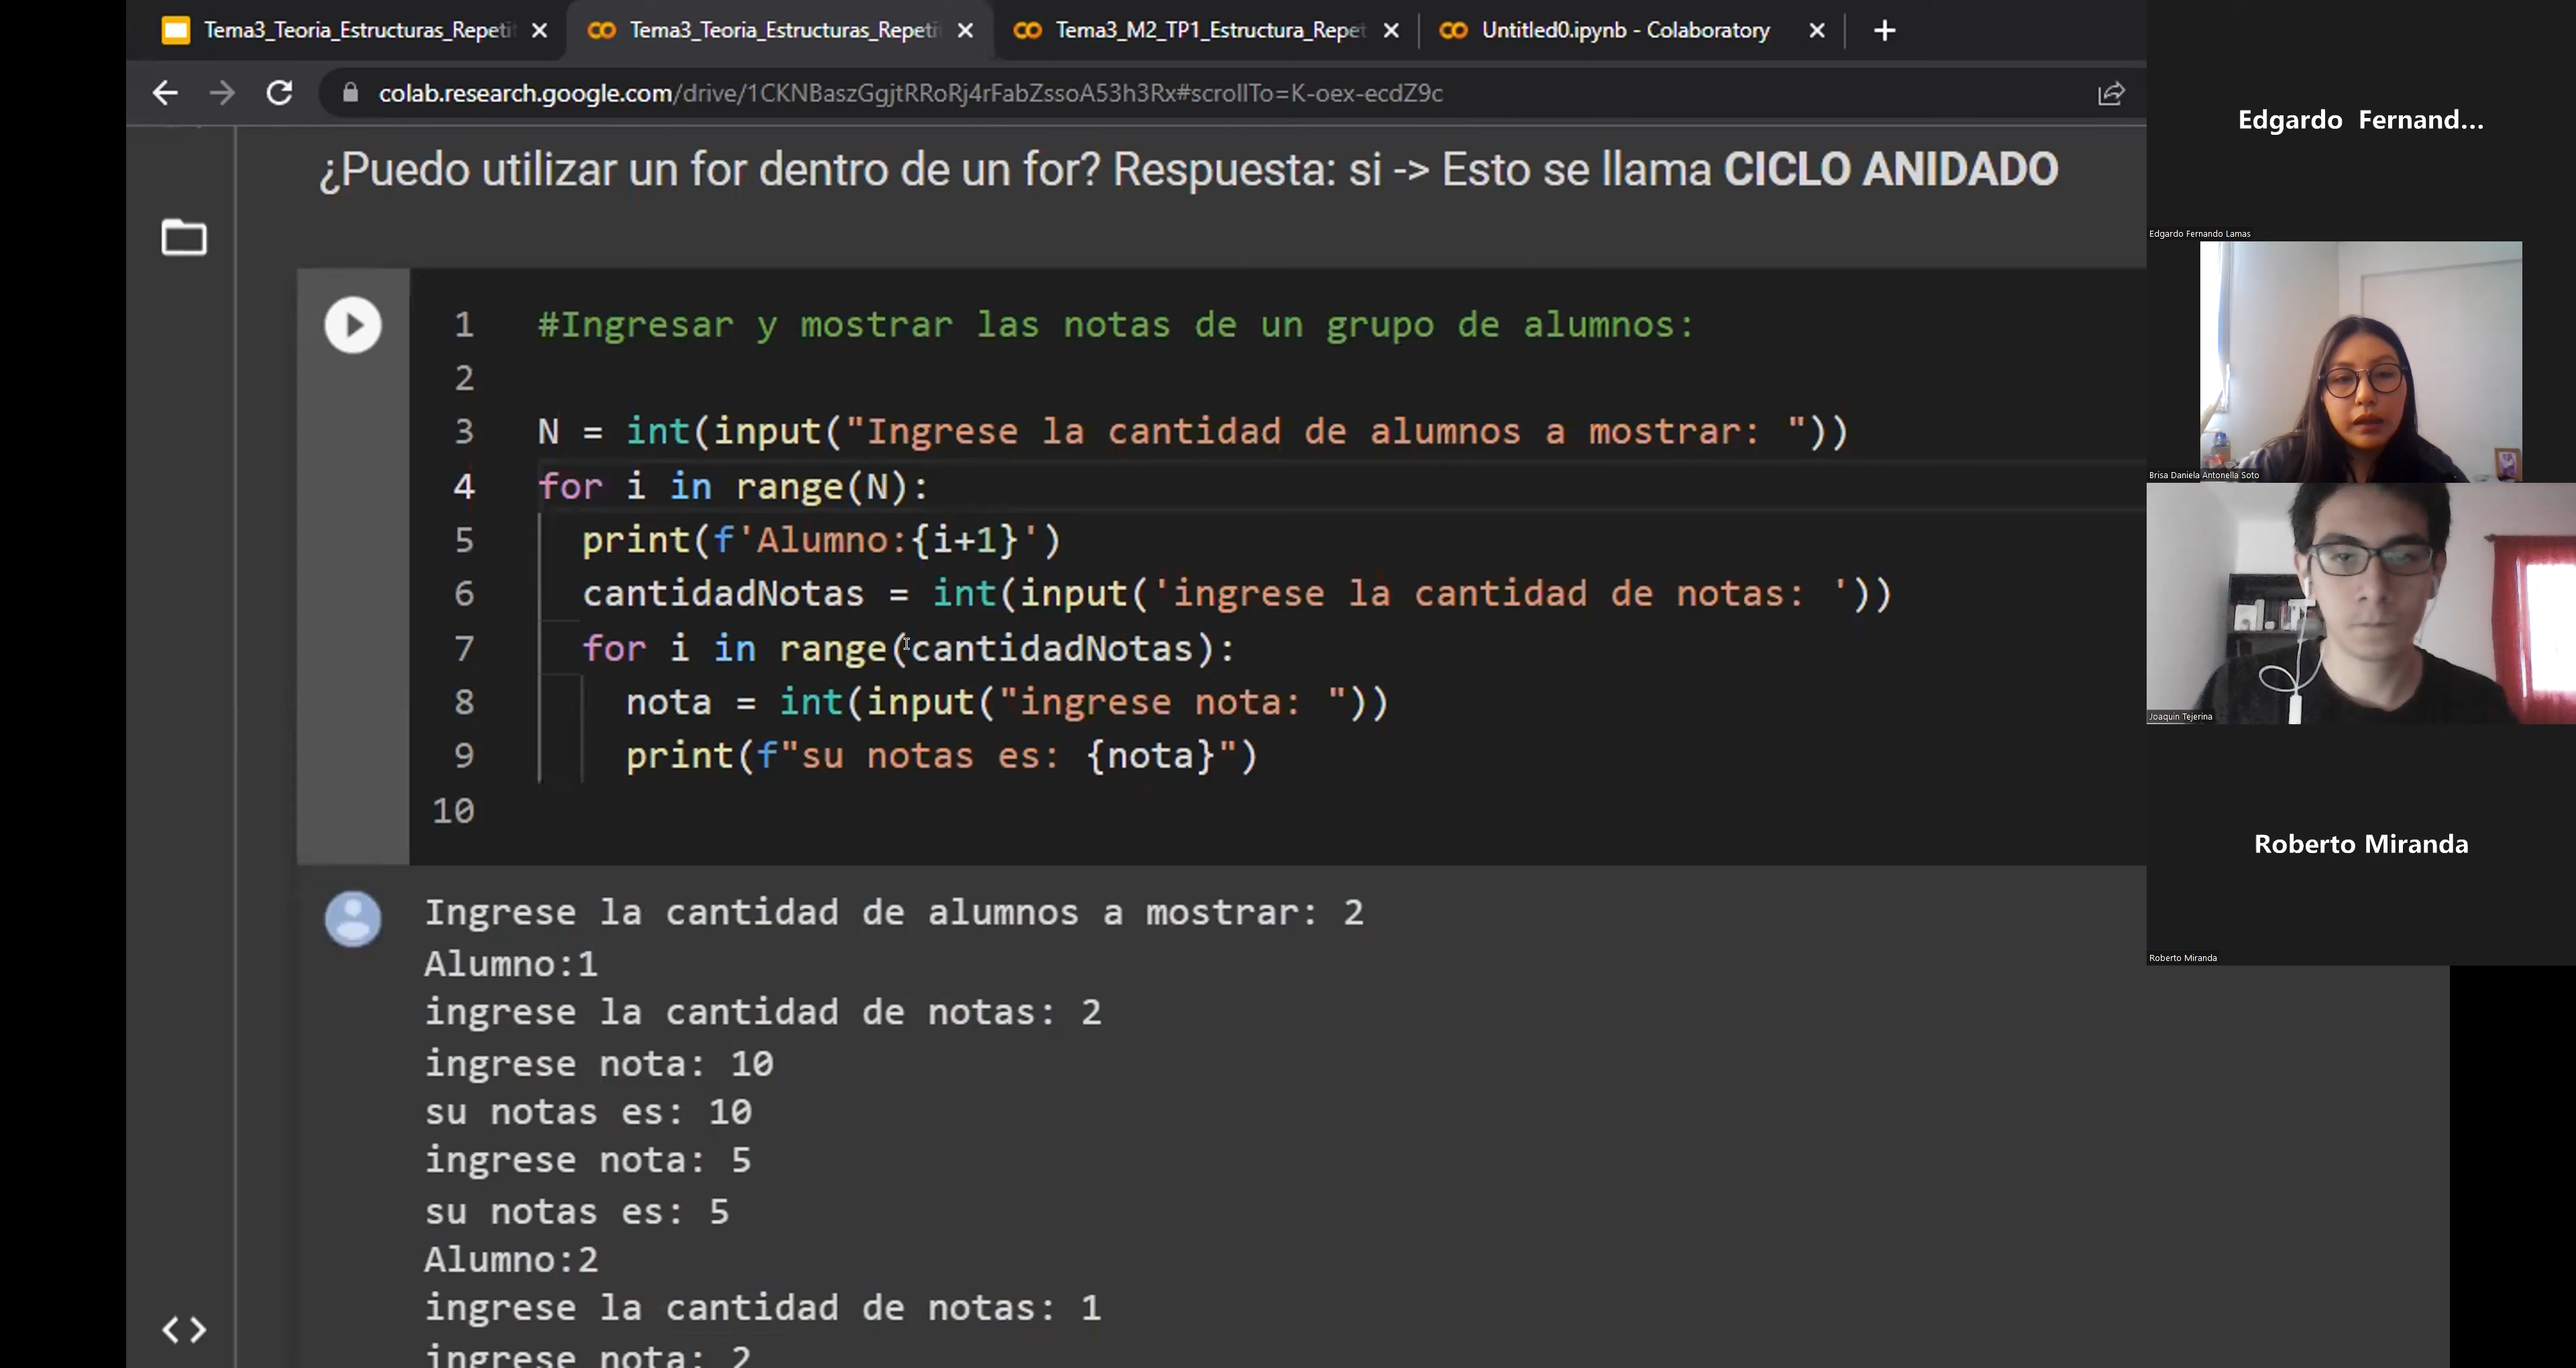 Tema3_Teoria_Estructuras_Repeti
Tema3_Teoria_Estructuras_Repeti
Tema3_M2_TP1_Estructura_Repet
Untitled0.ipynb - Colaboratory
colab.research.google.com/drive/1CKNBaszGgjtRRoRj4rFabZssoA53h3Rx#scrollTo=K-oex-ecdZ9c
¿Puedo utilizar un for dentro de un for? Respuesta: si -> Esto se llama CICLO ANIDADO
1 #Ingresar y mostrar las notas de un grupo de alumnos:
2
3 N = int(input("Ingrese la cantidad de alumnos a mostrar: "))
4 for i in range(N):
5 print(f'Alumno:{i+1}')
6 cantidadNotas = int(input('ingrese la cantidad de notas: '))
7 for i in range(cantidadNotas):
8 nota = int(input("ingrese nota: "))
9 print(f"su notas es: {nota}")
10
Ingrese la cantidad de alumnos a mostrar: 2
Alumno:1
ingrese la cantidad de notas: 2
ingrese nota: 10
su notas es: 10
ingrese nota: 5
su notas es: 5
Alumno:2
ingrese la cantidad de notas: 1
ingrese nota: 2
Edgardo Fernand...
Edgardo Fernando Lamas
Brisa Daniela Antonella Soto
Joaquin Tejerina
Roberto Miranda
Roberto Miranda